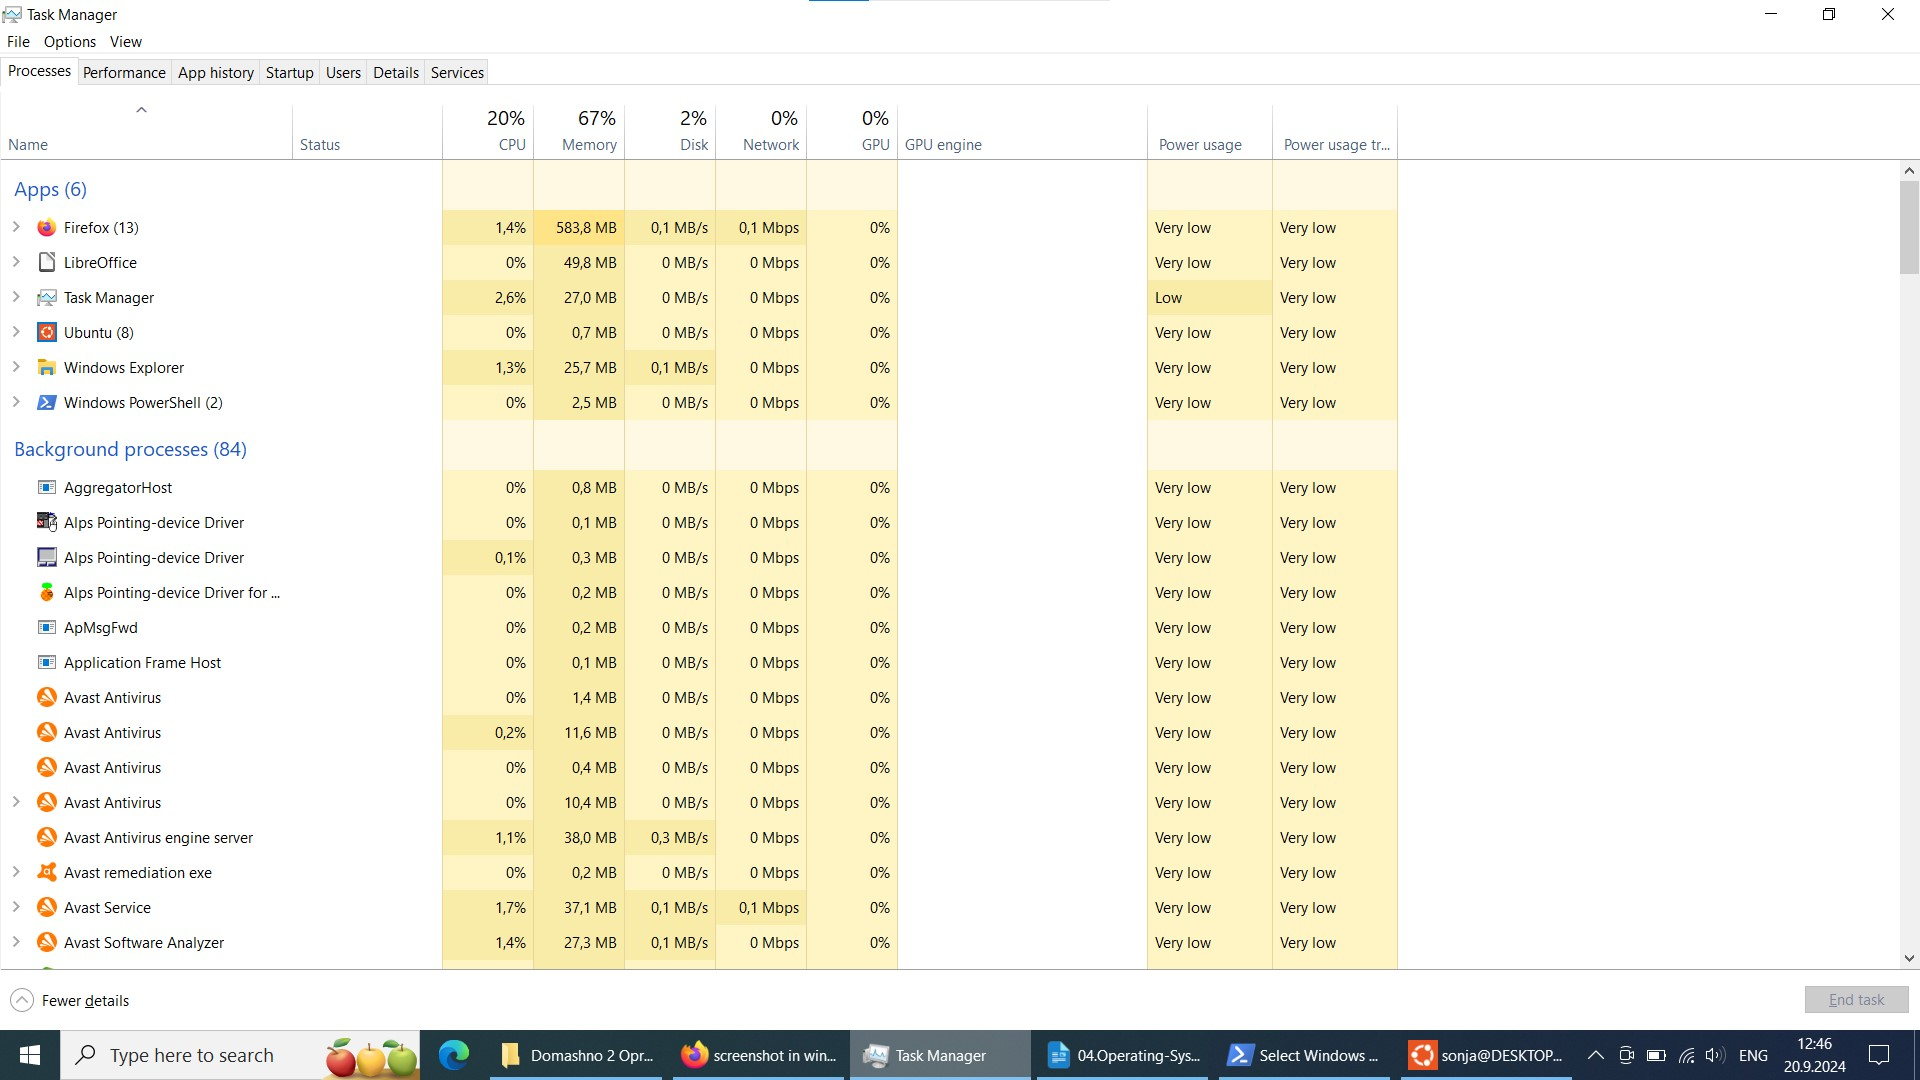 Task Manager
File Options View
Processes Performance App history Startup Users Details Services
20% 67% 2% 0% 0%
Name Status CPU Memory Disk Network GPU GPU engine Power usage Power usage tr...
Apps (6)
Firefox (13) 1,4% 583,8 MB 0,1 MB/s 0,1 Mbps 0% Very low Very low
LibreOffice 0% 49,8 MB 0 MB/s 0 Mbps 0% Very low Very low
Task Manager 2,6% 27,0 MB 0 MB/s 0 Mbps 0% Low Very low
Ubuntu (8) 0% 0,7 MB 0 MB/s 0 Mbps 0% Very low Very low
Windows Explorer 1,3% 25,7 MB 0,1 MB/s 0 Mbps 0% Very low Very low
Windows PowerShell (2) 0% 2,5 MB 0 MB/s 0 Mbps 0% Very low Very low
Background processes (84)
AggregatorHost 0% 0,8 MB 0 MB/s 0 Mbps 0% Very low Very low
Alps Pointing-device Driver 0% 0,1 MB 0 MB/s 0 Mbps 0% Very low Very low
Alps Pointing-device Driver 0,1% 0,3 MB 0 MB/s 0 Mbps 0% Very low Very low
Alps Pointing-device Driver for ... 0% 0,2 MB 0 MB/s 0 Mbps 0% Very low Very low
ApMsgFwd 0% 0,2 MB 0 MB/s 0 Mbps 0% Very low Very low
Application Frame Host 0% 0,1 MB 0 MB/s 0 Mbps 0% Very low Very low
Avast Antivirus 0% 1,4 MB 0 MB/s 0 Mbps 0% Very low Very low
Avast Antivirus 0,2% 11,6 MB 0 MB/s 0 Mbps 0% Very low Very low
Avast Antivirus 0% 0,4 MB 0 MB/s 0 Mbps 0% Very low Very low
Avast Antivirus 0% 10,4 MB 0 MB/s 0 Mbps 0% Very low Very low
Avast Antivirus engine server 1,1% 38,0 MB 0,3 MB/s 0 Mbps 0% Very low Very low
Avast remediation exe 0% 0,2 MB 0 MB/s 0 Mbps 0% Very low Very low
Avast Service 1,7% 37,1 MB 0,1 MB/s 0,1 Mbps 0% Very low Very low
Avast Software Analyzer 1,4% 27,3 MB 0,1 MB/s 0 Mbps 0% Very low Very low
Fewer details End task
Type here to search Domashno 2 Opr... screenshot in win... Task Manager 04.Operating-Sys... Select Windows ... sonja@DESKTOP... ENG 12:46
20.9.2024